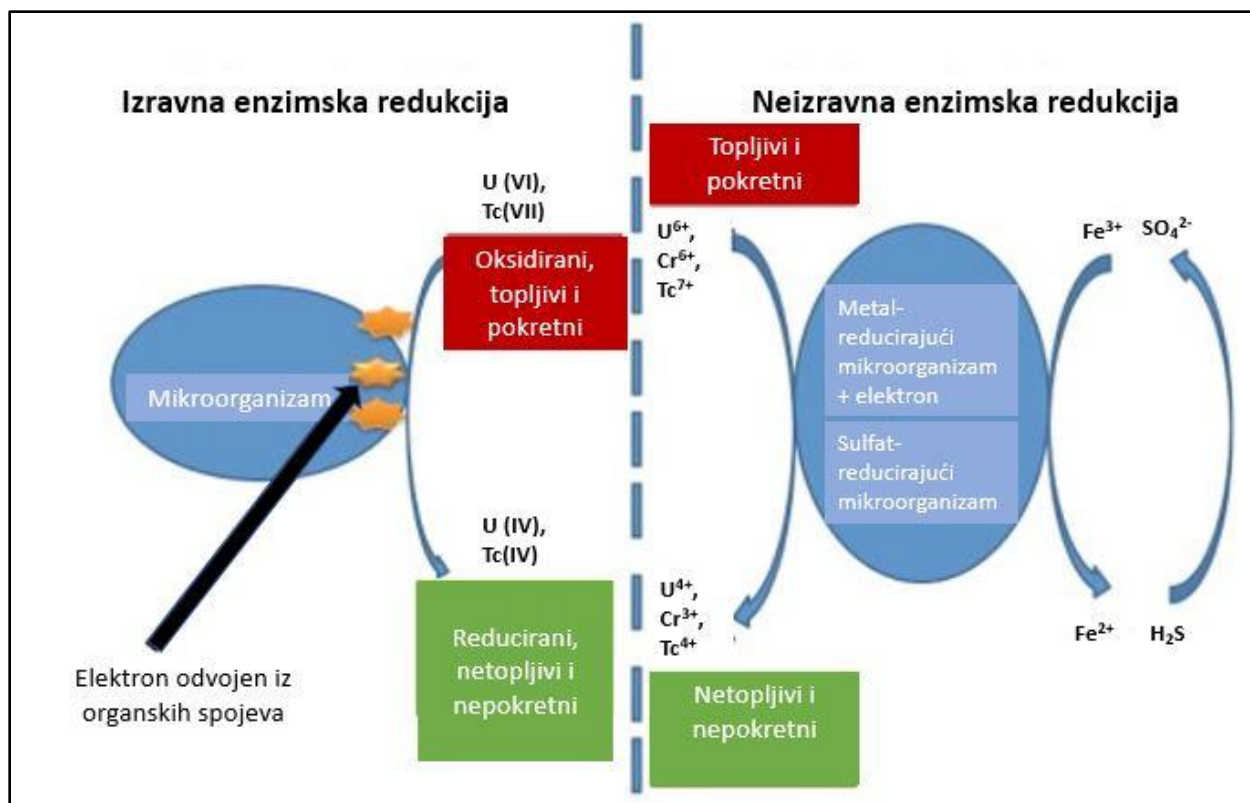 Izravna enzimska redukcija
U (VI),
Tc(VII)
Oksidirani,
topljivi i
pokretni
Mikroorganizam
U (IV),
Tc(IV)
Reducirani,
netopljivi i
nepokretni
Elektron odvojen iz
organskih spojeva
Neizravna enzimska redukcija
Topljivi i
pokretni
U⁶⁺,
Cr⁶⁺,
Tc⁷⁺
Metal-
reducirajući
mikroorganizam
+ elektron
Sulfat-
reducirajući
mikroorganizam
Fe³⁺ SO₄²⁻
U⁴⁺,
Cr³⁺,
Tc⁴⁺
Fe²⁺ H₂S
Netopljivi i
nepokretni